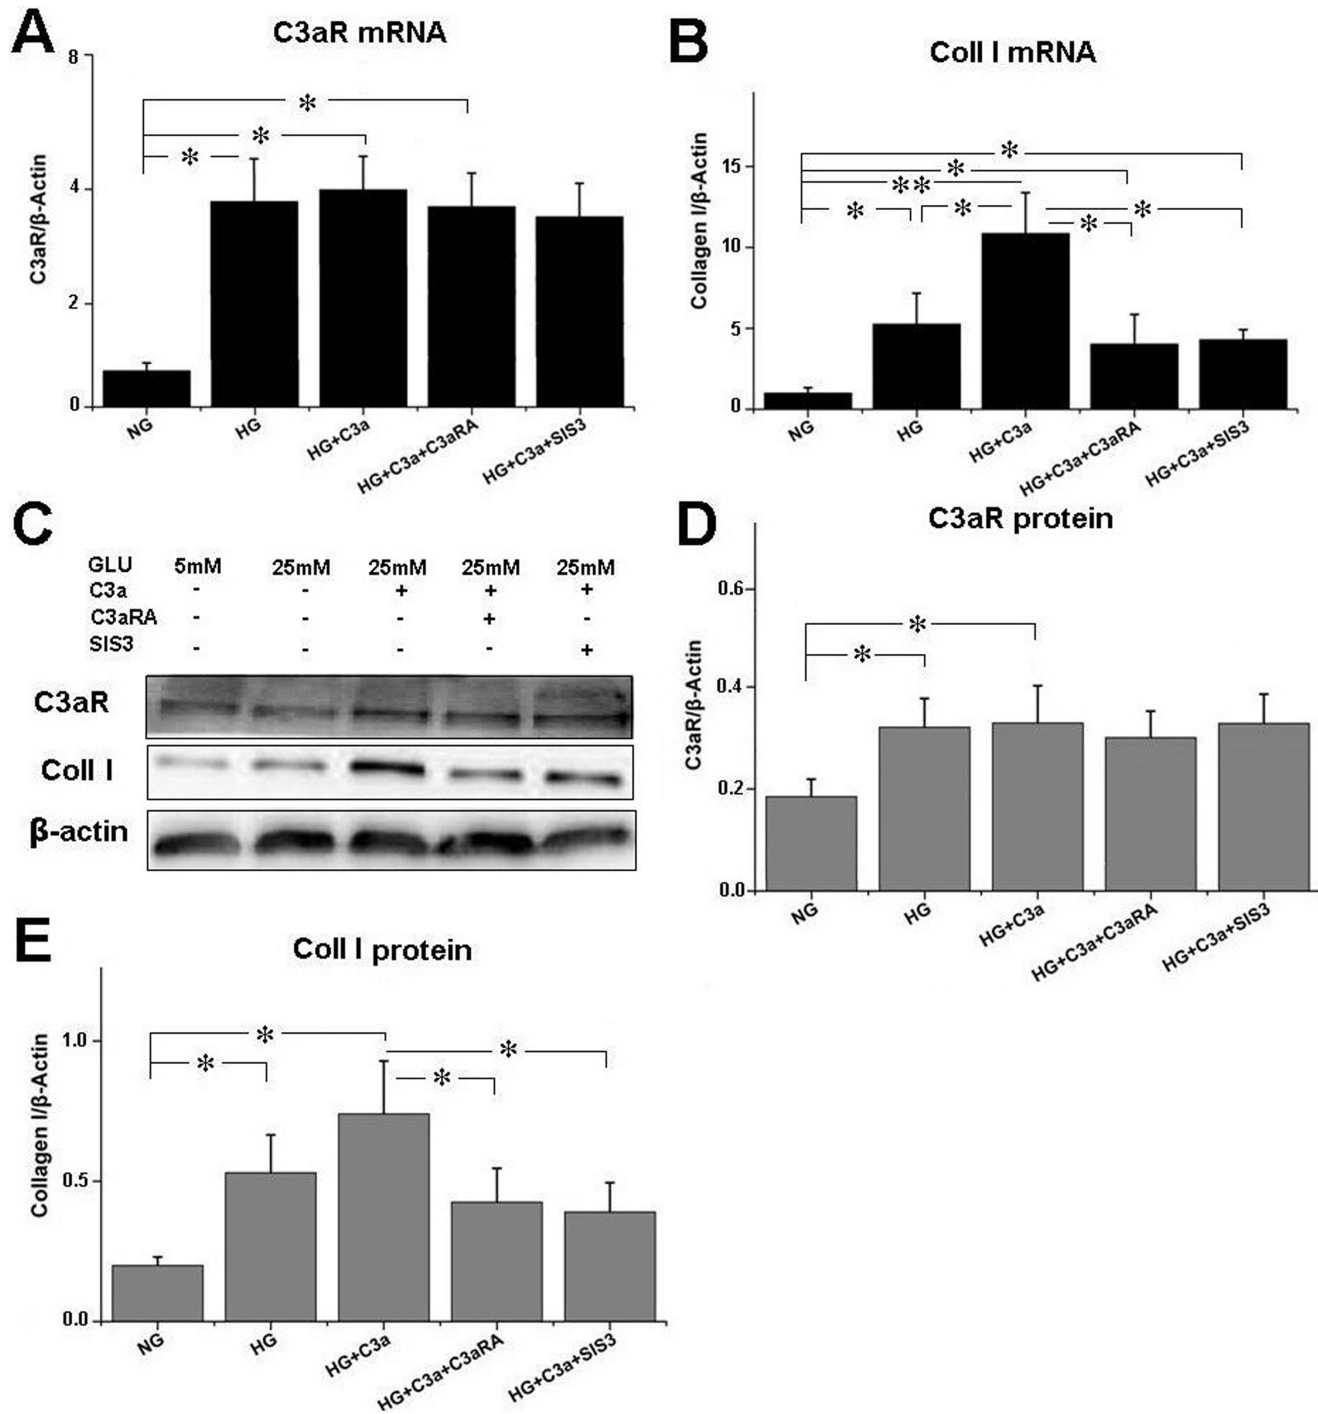 A
C3aR mRNA
C3aR/β-Actin
8
4
2
0
*
*
*
NG
HG
HG+C3a
HG+C3a+C3aRA
HG+C3a+SIS3
B
Coll I mRNA
Collagen I/β-Actin
15
10
5
0
*
*
**
*
*
*
*
NG
HG
HG+C3a
HG+C3a+C3aRA
HG+C3a+SIS3
C
GLU 5mM 25mM 25mM 25mM 25mM
C3a - - + + +
C3aRA - - - + -
SIS3 - - - - +
C3aR
Coll I
β-actin
D
C3aR protein
C3aR/β-Actin
0.6
0.4
0.2
0.0
*
*
NG
HG
HG+C3a
HG+C3a+C3aRA
HG+C3a+SIS3
E
Coll I protein
Collagen I/β-Actin
1.0
0.5
0.0
*
*
*
*
NG
HG
HG+C3a
HG+C3a+C3aRA
HG+C3a+SIS3